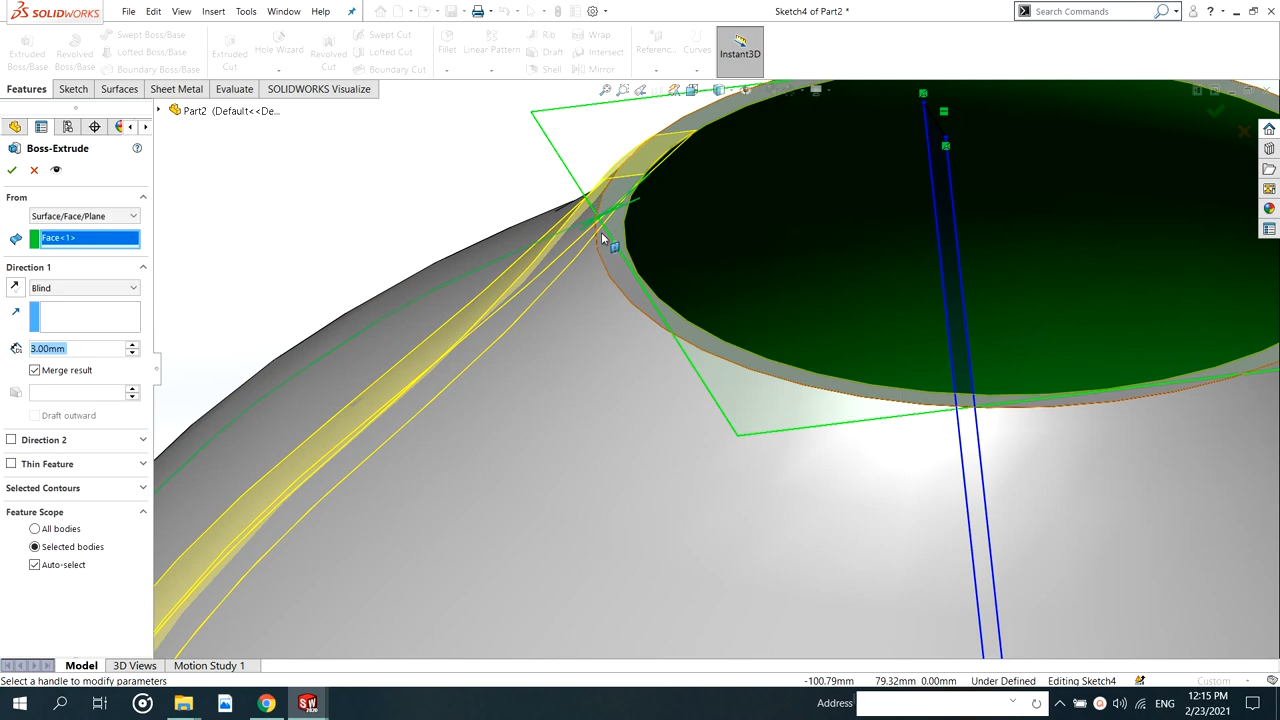 SOLIDWORKS
File Edit View Insert Tools Window Help
Sketch4 of Part2 *
Search Commands
Extruded Boss/Base
Revolved Boss/Base
Swept Boss/Base
Lofted Boss/Base
Boundary Boss/Base
Extruded Cut
Hole Wizard
Revolved Cut
Swept Cut
Lofted Cut
Boundary Cut
Fillet
Linear Pattern
Rib
Draft
Shell
Wrap
Intersect
Mirror
Referenc...
Curves
Instant3D
Features Sketch Surfaces Sheet Metal Evaluate SOLIDWORKS Visualize
Part2 (Default<<De...
Boss-Extrude
From
Surface/Face/Plane
Face<1>
Direction 1
Blind
3.00mm
Merge result
Draft outward
Direction 2
Thin Feature
Selected Contours
Feature Scope
All bodies
Selected bodies
Auto-select
Model 3D Views Motion Study 1
Select a handle to modify parameters
-100.79mm 79.32mm 0.00mm Under Defined Editing Sketch4
Custom
Address
ENG
12:15 PM
2/23/2021